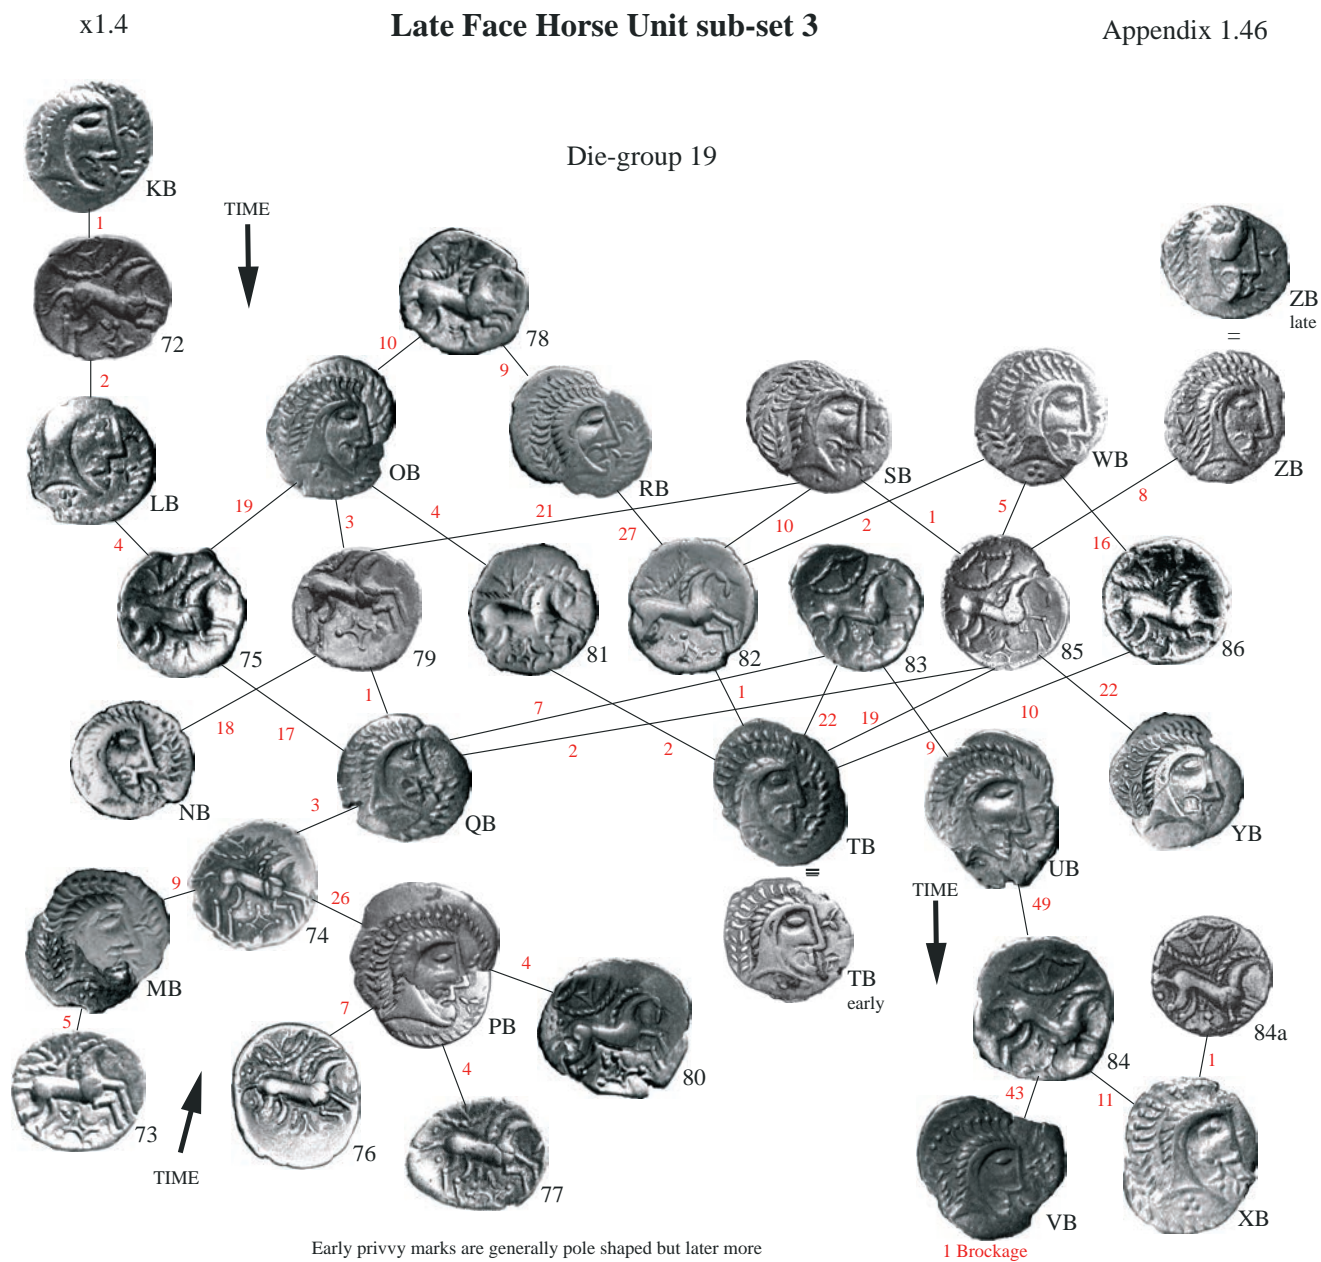 x1.4
Late Face Horse Unit sub-set 3
Appendix 1.46
Die-group 19
KB
TIME
1
72
78
ZB
late
=
10
9
2
OB
RB
SB
WB
ZB
LB
19
3
4
21
27
10
2
1
5
8
16
4
75
79
81
82
83
85
86
18
17
1
7
2
2
1
22
19
9
10
22
NB
3
QB
TB
=
UB
YB
TIME
9
26
74
49
MB
PB
4
TB
early
5
7
4
80
84
84a
1
73
76
77
43
11
TIME
VB
XB
Early privvy marks are generally pole shaped but later more
1 Brockage